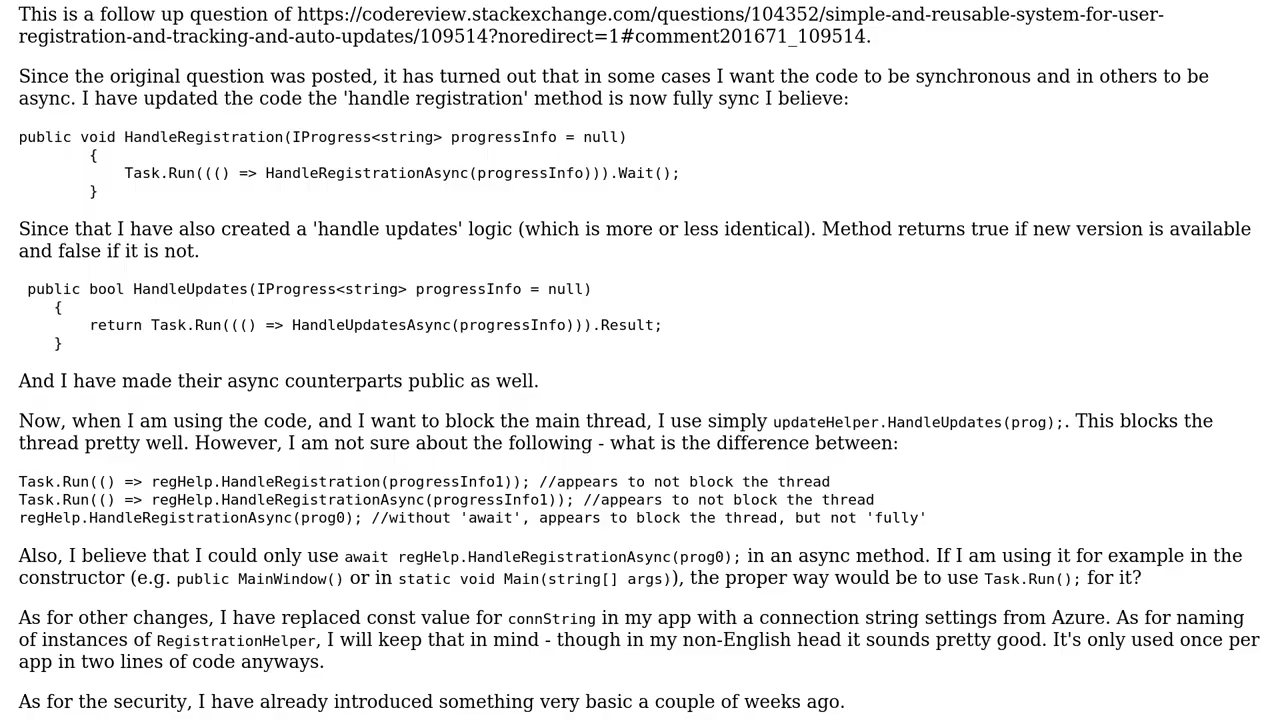 This is a follow up question of https://codereview.stackexchange.com/questions/104352/simple-and-reusable-system-for-user-
registration-and-tracking-and-auto-updates/109514?noredirect=1#comment201671_109514.
Since the original question was posted, it has turned out that in some cases I want the code to be synchronous and in others to be
async. I have updated the code the 'handle registration' method is now fully sync I believe:
public void HandleRegistration(IProgress<string> progressInfo = null)
{
Task.Run((() => HandleRegistrationAsync(progressInfo))).Wait();
}
Since that I have also created a 'handle updates' logic (which is more or less identical). Method returns true if new version is available
and false if it is not.
public bool HandleUpdates(IProgress<string> progressInfo = null)
{
return Task.Run((() => HandleUpdatesAsync(progressInfo))).Result;
}
And I have made their async counterparts public as well.
Now, when I am using the code, and I want to block the main thread, I use simply updateHelper.HandleUpdates(prog);. This blocks the
thread pretty well. However, I am not sure about the following - what is the difference between:
Task.Run(() => regHelp.HandleRegistration(progressInfo1)); //appears to not block the thread
Task.Run(() => regHelp.HandleRegistrationAsync(progressInfo1)); //appears to not block the thread
regHelp.HandleRegistrationAsync(prog0); //without 'await', appears to block the thread, but not 'fully'
Also, I believe that I could only use await regHelp.HandleRegistrationAsync(prog0); in an async method. If I am using it for example in the
constructor (e.g. public MainWindow() or in static void Main(string[] args)), the proper way would be to use Task.Run(); for it?
As for other changes, I have replaced const value for connString in my app with a connection string settings from Azure. As for naming
of instances of RegistrationHelper, I will keep that in mind - though in my non-English head it sounds pretty good. It's only used once per
app in two lines of code anyways.
As for the security, I have already introduced something very basic a couple of weeks ago.